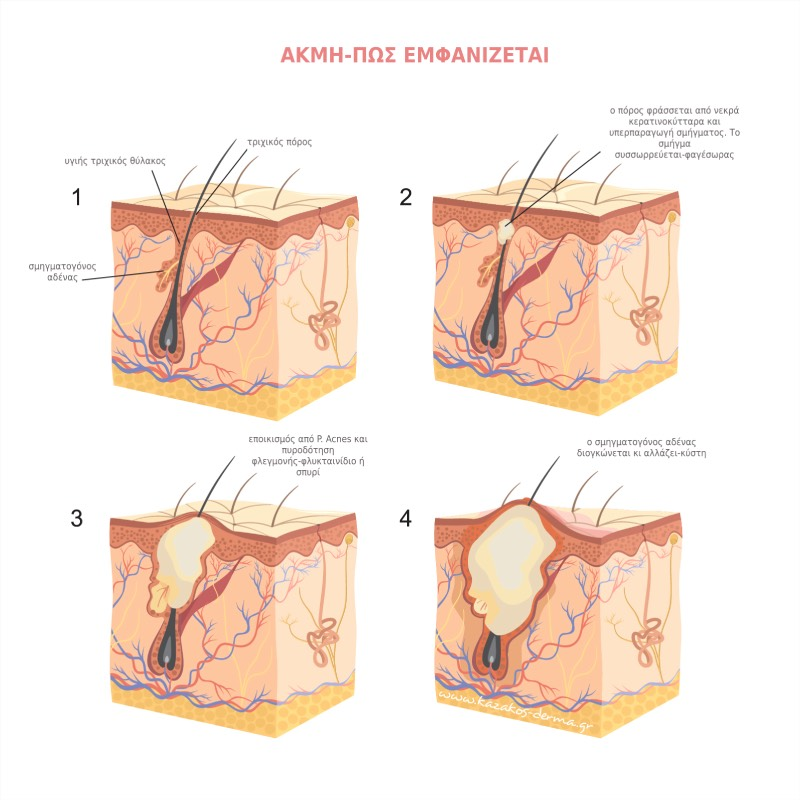 ΑΚΜΗ-ΠΩΣ ΕΜΦΑΝΙΖΕΤΑΙ
1
υγιής τριχικός θύλακος
τριχικός πόρος
σμηγματογόνος
αδένας
2
ο πόρος φράσσεται από νεκρά
κερατινοκύτταρα και
υπερπαραγωγή σμήγματος. Το
σμήγμα
συσσωρρεύεται-φαγέσωρας
3
εποικισμός από P. Acnes και
πυροδότηση
φλεγμονής-φλυκταινίδιο ή
σπυρί
4
ο σμηγματογόνος αδένας
διογκώνεται κι αλλάζει-κύστη
www.kazakos-derma.gr